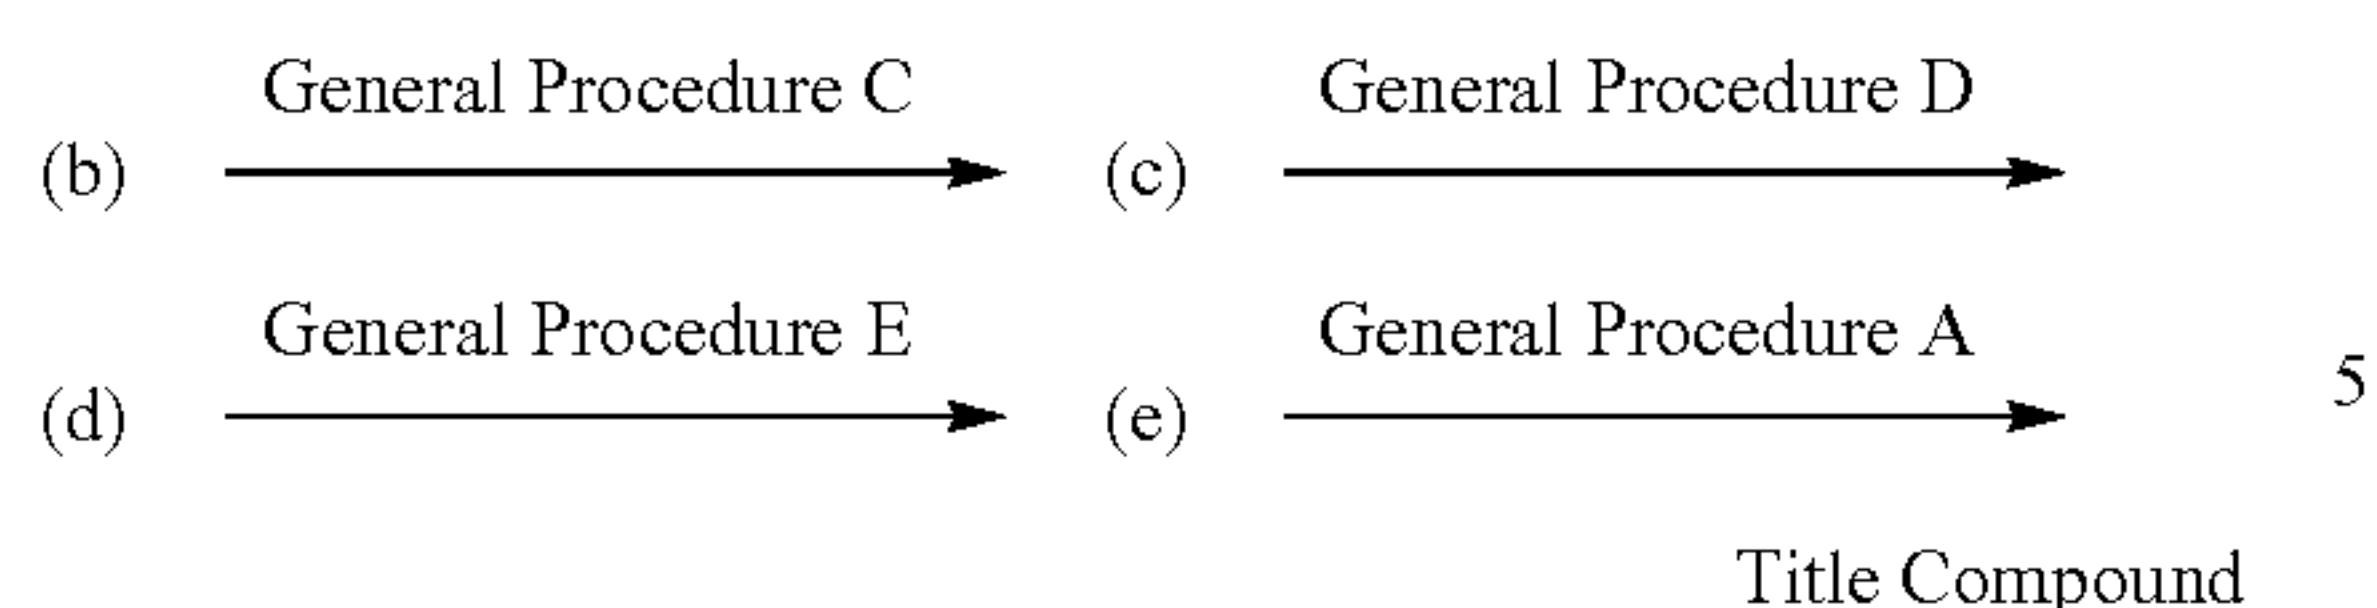 General Procedure C General Procedure D
(b) (c)
General Procedure E General Procedure A
5
(d) (e)
Title Compound